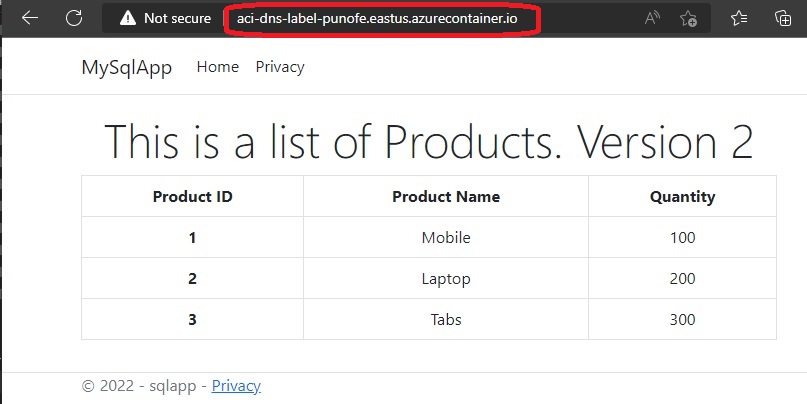 Not secure aci-dns-label-punofe.eastus.azurecontainer.io A
MySqlApp Home Privacy
This is a list of Products. Version 2
Product ID Product Name Quantity
1 Mobile 100
2 Laptop 200
3 Tabs 300
© 2022 - sqlapp - Privacy